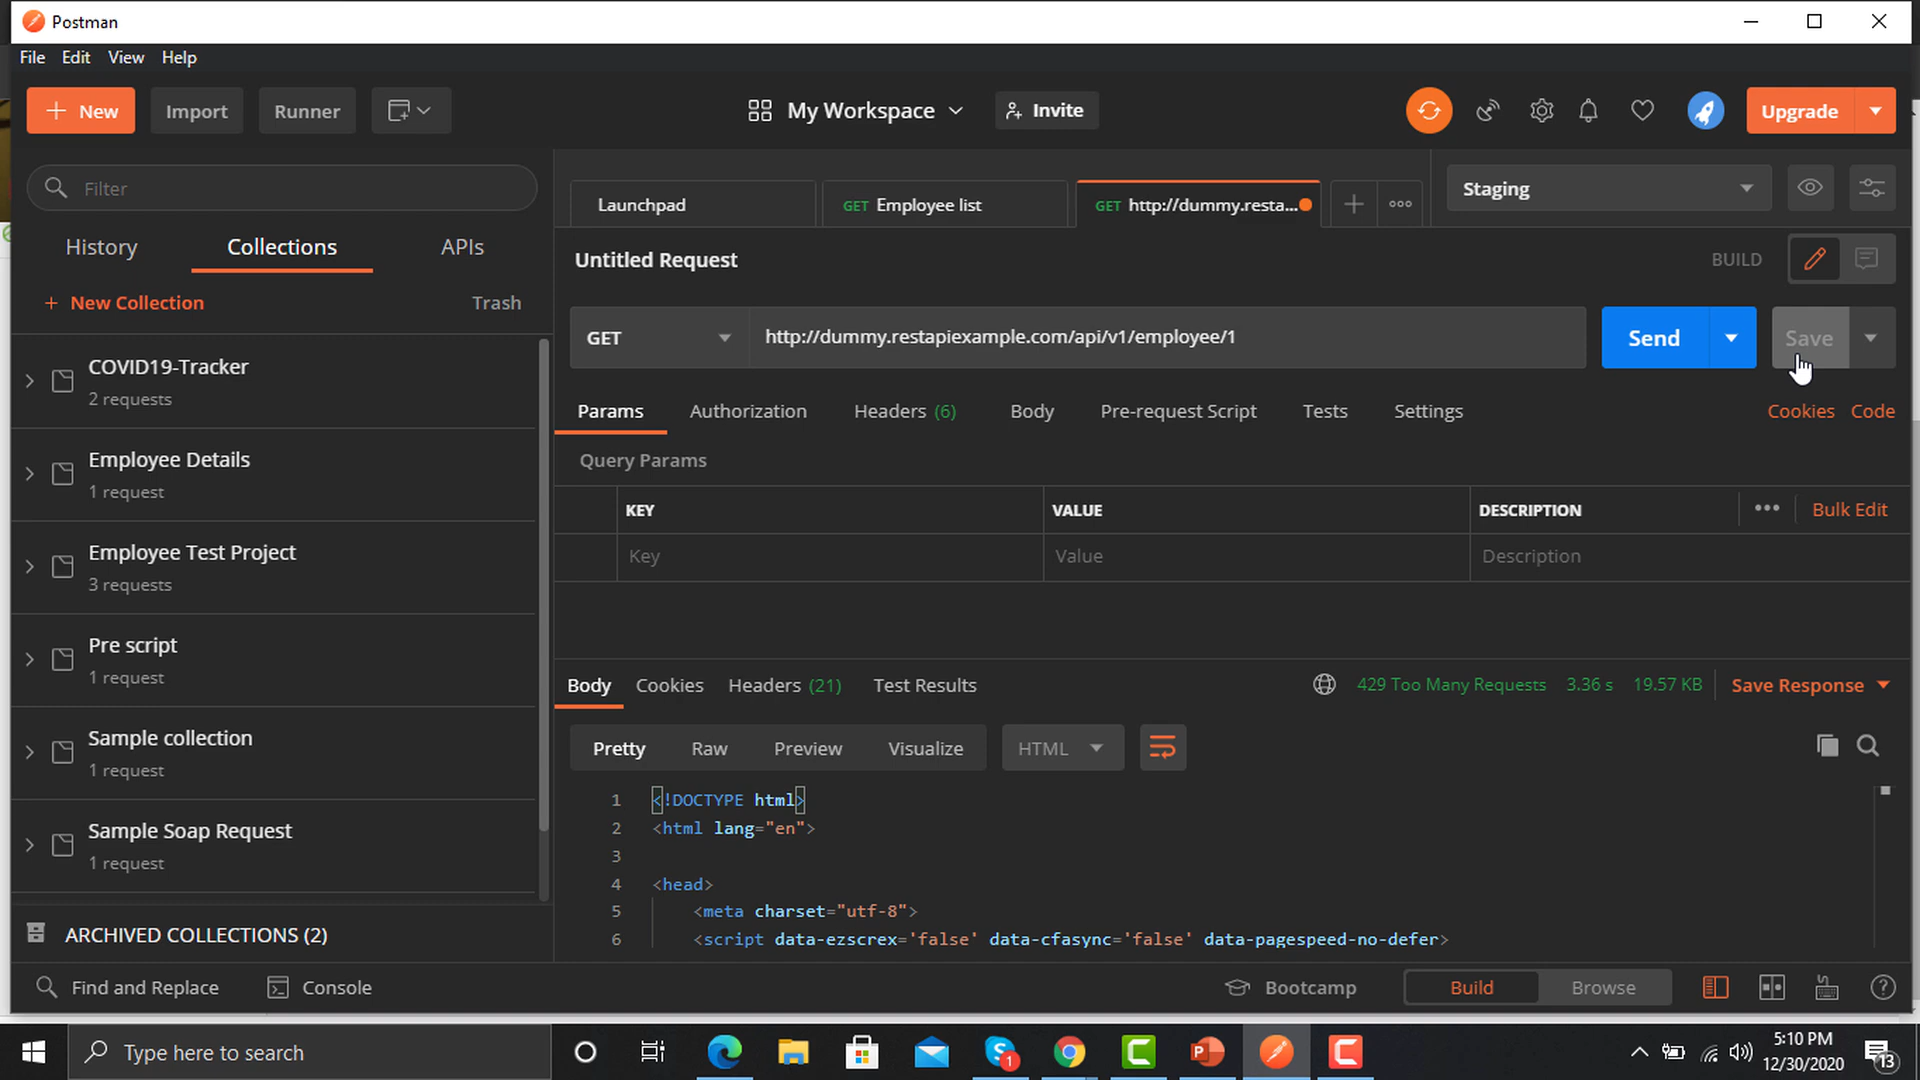 Postman
File Edit View Help
+ New Import Runner My Workspace Invite Upgrade
Filter
History Collections APIs
+ New Collection Trash
COVID19-Tracker
2 requests
Employee Details
1 request
Employee Test Project
3 requests
Pre script
1 request
Sample collection
1 request
Sample Soap Request
1 request
ARCHIVED COLLECTIONS (2)
Launchpad GET Employee list GET http://dummy.resta... + ••• Staging
Untitled Request BUILD
GET http://dummy.restapiexample.com/api/v1/employee/1 Send Save
Params Authorization Headers (6) Body Pre-request Script Tests Settings Cookies Code
Query Params
KEY VALUE DESCRIPTION ••• Bulk Edit
Key Value Description
Body Cookies Headers (21) Test Results 429 Too Many Requests 3.36 s 19.57 KB Save Response
Pretty Raw Preview Visualize HTML
1 <!DOCTYPE html>
2 <html lang="en">
3
4 <head>
5 <meta charset="utf-8">
6 <script data-ezscrex='false' data-cfasync='false' data-pagespeed-no-defer>
Find and Replace Console Bootcamp Build Browse
Type here to search 1 5:10 PM
12/30/2020 13